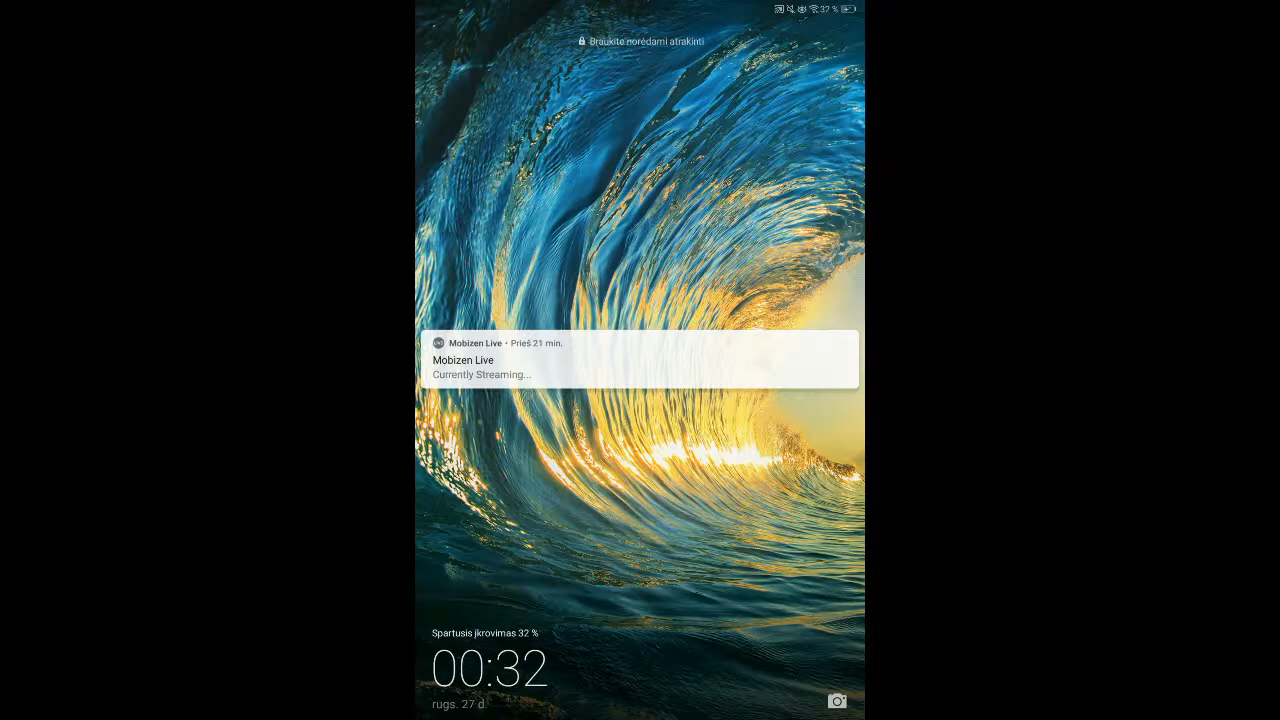 32 %
Braukite norėdami atrakinti
Mobizen Live • Prieš 21 min.
Mobizen Live
Currently Streaming...
Spartusis įkrovimas 32 %
00:32
rugs. 27 d.